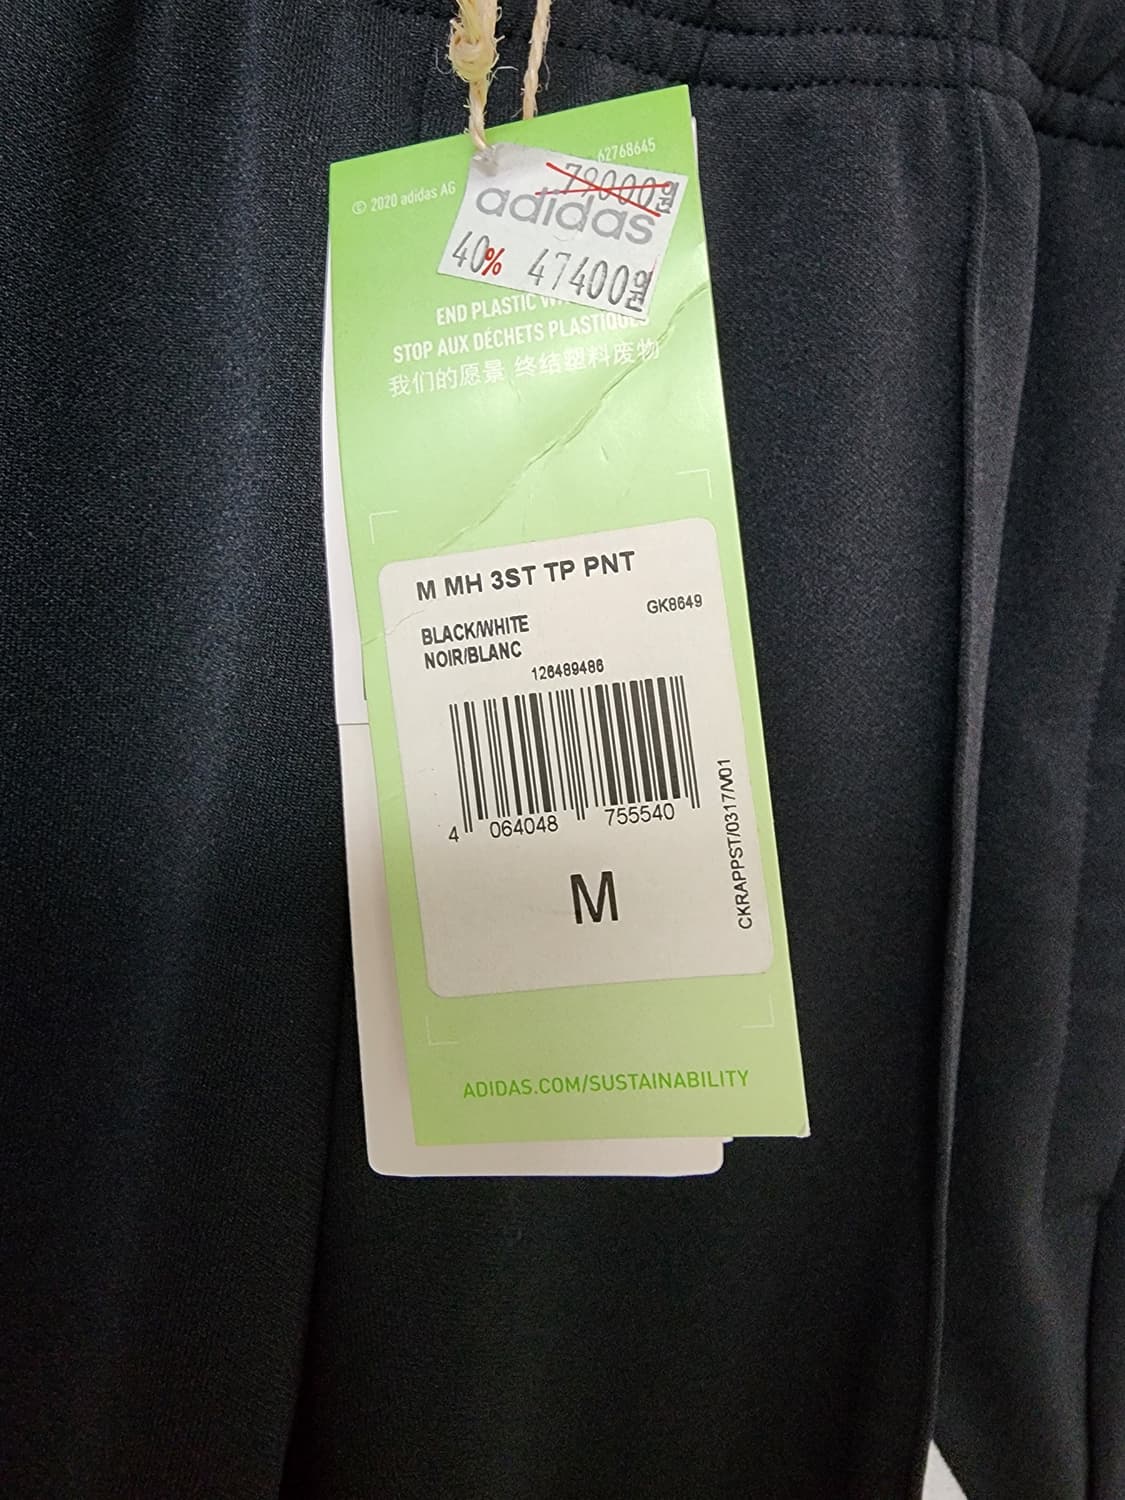 62768645
© 2020 adidas AG
79000원
adidas
40% 47400원
END PLASTIC
STOP AUX DÉCHETS PLASTIQUES
我们的愿景 终结塑料废物
M MH 3ST TP PNT
GK8649
BLACK/WHITE
NOIR/BLANC
126489486
4 064048 755540
CKRAPPST/0317/V01
M
ADIDAS.COM/SUSTAINABILITY